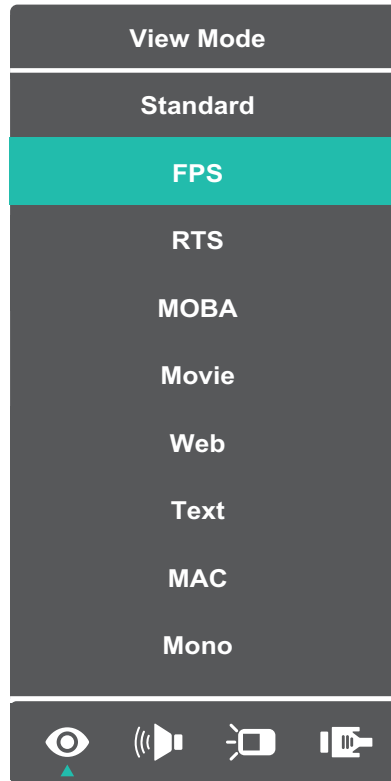 View Mode
Standard
FPS
RTS
MOBA
Movie
Web
Text
MAC
Mono